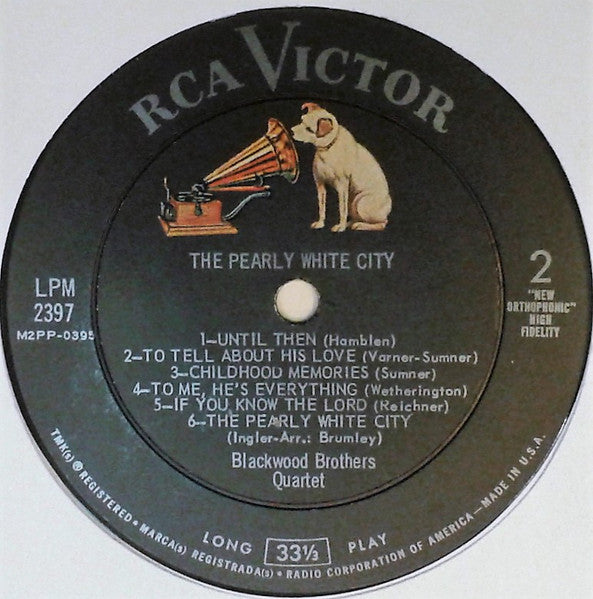 RCA VICTOR
THE PEARLY WHITE CITY
LPM
2397
M2PP-0395
2
"NEW
ORTHOPHONIC"
HIGH
FIDELITY
1—UNTIL THEN (Hamblen)
2—TO TELL ABOUT HIS LOVE (Varner-Sumner)
3—CHILDHOOD MEMORIES (Sumner)
4—TO ME, HE'S EVERYTHING (Wetherington)
5—IF YOU KNOW THE LORD (Reichner)
6—THE PEARLY WHITE CITY
(Ingler-Arr.: Brumley)
Blackwood Brothers
Quartet
LONG 33⅓ PLAY
TMK(s) ® REGISTERED • MARCA(s) REGISTRADA(s) • RADIO CORPORATION OF AMERICA—MADE IN U.S.A.